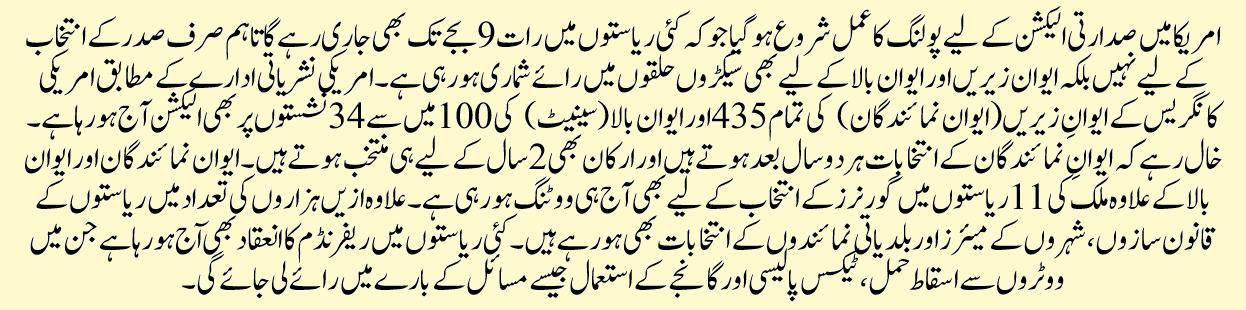 امریکا میں صدارتی الیکشن کے لیے پولنگ کا عمل شروع ہو گیا جو کہ کئی ریاستوں میں رات 9 بجے تک بھی جاری رہے گا تاہم صرف صدر کے انتخاب
کے لیے نہیں بلکہ ایوان زیریں اور ایوان بالا کے لیے بھی سیکڑوں حلقوں میں رائے شماری ہو رہی ہے۔ امریکی نشریاتی ادارے کے مطابق امریکی
کانگریس کے ایوانِ زیریں (ایوان نمائندگان) کی تمام 435 اور ایوان بالا (سینیٹ) کی 100 میں سے 34 نشستوں پر بھی الیکشن آج ہو رہا ہے۔
خال رہے کہ ایوانِ نمائندگان کے انتخابات ہر دو سال بعد ہوتے ہیں اور ارکان بھی 2 سال کے لیے ہی منتخب ہوتے ہیں۔ ایوان نمائندگان اور ایوان
بالا کے علاوہ ملک کی 11 ریاستوں میں گورنرز کے انتخاب کے لیے بھی آج ہی ووٹنگ ہو رہی ہے۔ علاوہ ازیں ہزاروں کی تعداد میں ریاستوں کے
قانون سازوں، شہروں کے میئرز اور بلدیاتی نمائندوں کے انتخابات بھی ہو رہے ہیں۔ کئی ریاستوں میں ریفرنڈم کا انعقاد بھی آج ہو رہا ہے جن میں
ووٹروں سے اسقاط حمل، ٹیکس پالیسی اور گانجے کے استعمال جیسے مسائل کے بارے میں رائے لی جائے گی۔